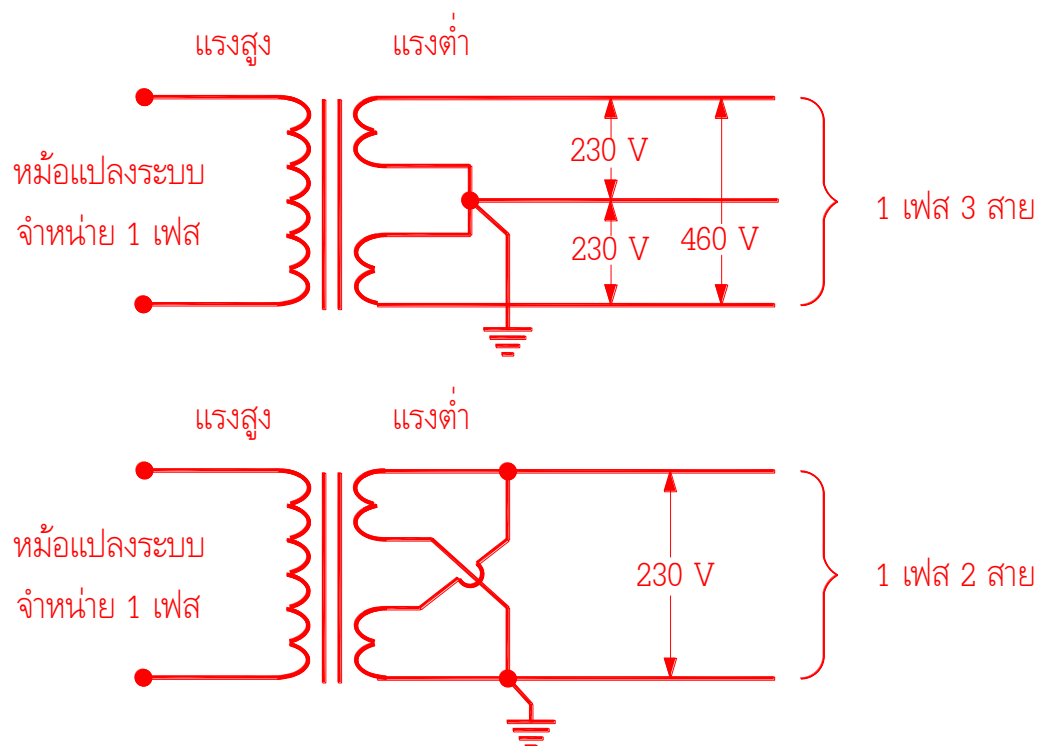 แรงสูง แรงต่ำ
230 V
หม้อแปลงระบบ
จำหน่าย 1 เฟส
1 เฟส 3 สาย
230 V 460 V
แรงสูง แรงต่ำ
หม้อแปลงระบบ
จำหน่าย 1 เฟส
230 V
1 เฟส 2 สาย